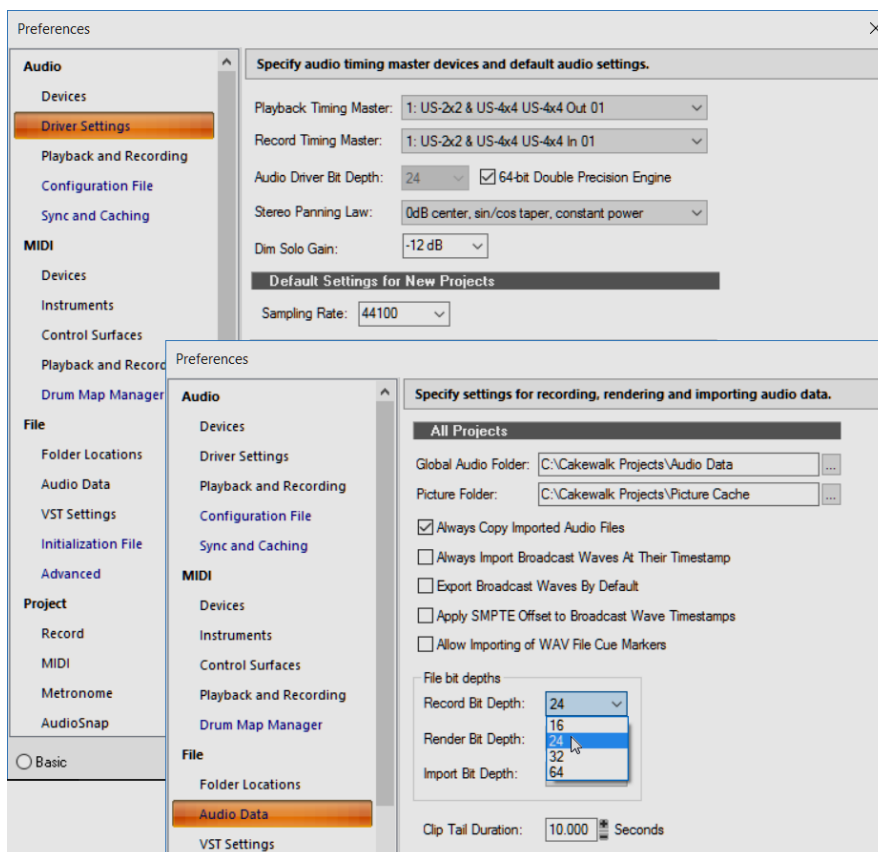 Preferences
Audio
Devices
Driver Settings
Playback and Recording
Configuration File
Sync and Caching
MIDI
Devices
Instruments
Control Surfaces
Playback and Record
Drum Map Manager
File
Folder Locations
Audio Data
VST Settings
Initialization File
Advanced
Project
Record
MIDI
Metronome
AudioSnap
Basic
Specify audio timing master devices and default audio settings.
Playback Timing Master: 1: US-2x2 & US-4x4 US-4x4 Out 01
Record Timing Master: 1: US-2x2 & US-4x4 US-4x4 In 01
Audio Driver Bit Depth: 24 64-bit Double Precision Engine
Stereo Panning Law: 0dB center, sin/cos taper, constant power
Dim Solo Gain: -12 dB
Default Settings for New Projects
Sampling Rate: 44100
Preferences
Audio
Devices
Driver Settings
Playback and Recording
Configuration File
Sync and Caching
MIDI
Devices
Instruments
Control Surfaces
Playback and Recording
Drum Map Manager
File
Folder Locations
Audio Data
VST Settings
Specify settings for recording, rendering and importing audio data.
All Projects
Global Audio Folder: C:\Cakewalk Projects\Audio Data ...
Picture Folder: C:\Cakewalk Projects\Picture Cache ...
Always Copy Imported Audio Files
Always Import Broadcast Waves At Their Timestamp
Export Broadcast Waves By Default
Apply SMPTE Offset to Broadcast Wave Timestamps
Allow Importing of WAV File Cue Markers
File bit depths
Record Bit Depth: 24
16
Render Bit Depth: 24
32
Import Bit Depth: 64
Clip Tail Duration: 10.000 Seconds